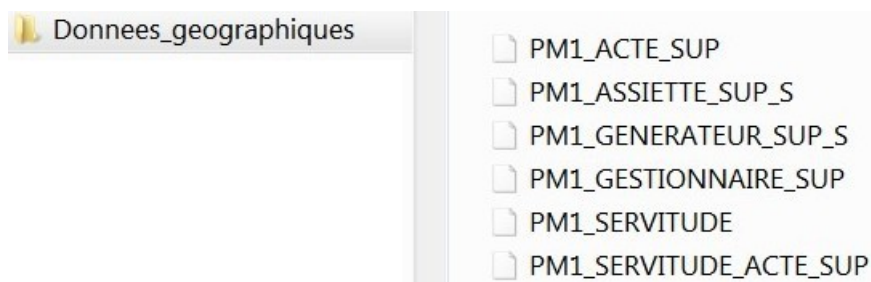 Donnees_geographiques
PM1_ACTE_SUP
PM1_ASSIETTE_SUP_S
PM1_GENERATEUR_SUP_S
PM1_GESTIONNAIRE_SUP
PM1_SERVITUDE
PM1_SERVITUDE_ACTE_SUP